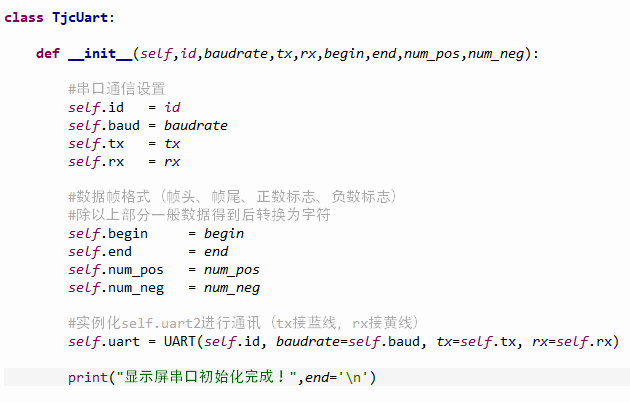 class TjcUart:
def __init__(self,id,baudrate,tx,rx,begin,end,num_pos,num_neg):
#串口通信设置
self.id   = id
self.baud = baudrate
self.tx   = tx
self.rx   = rx
#数据帧格式（帧头、帧尾、正数标志、负数标志）
#除以上部分一般数据得到后转换为字符
self.begin     = begin
self.end       = end
self.num_pos   = num_pos
self.num_neg   = num_neg
#实例化self.uart2进行通讯（tx接蓝线，rx接黄线）
self.uart = UART(self.id, baudrate=self.baud, tx=self.tx, rx=self.rx)
print("显示屏串口初始化完成！",end='\n')